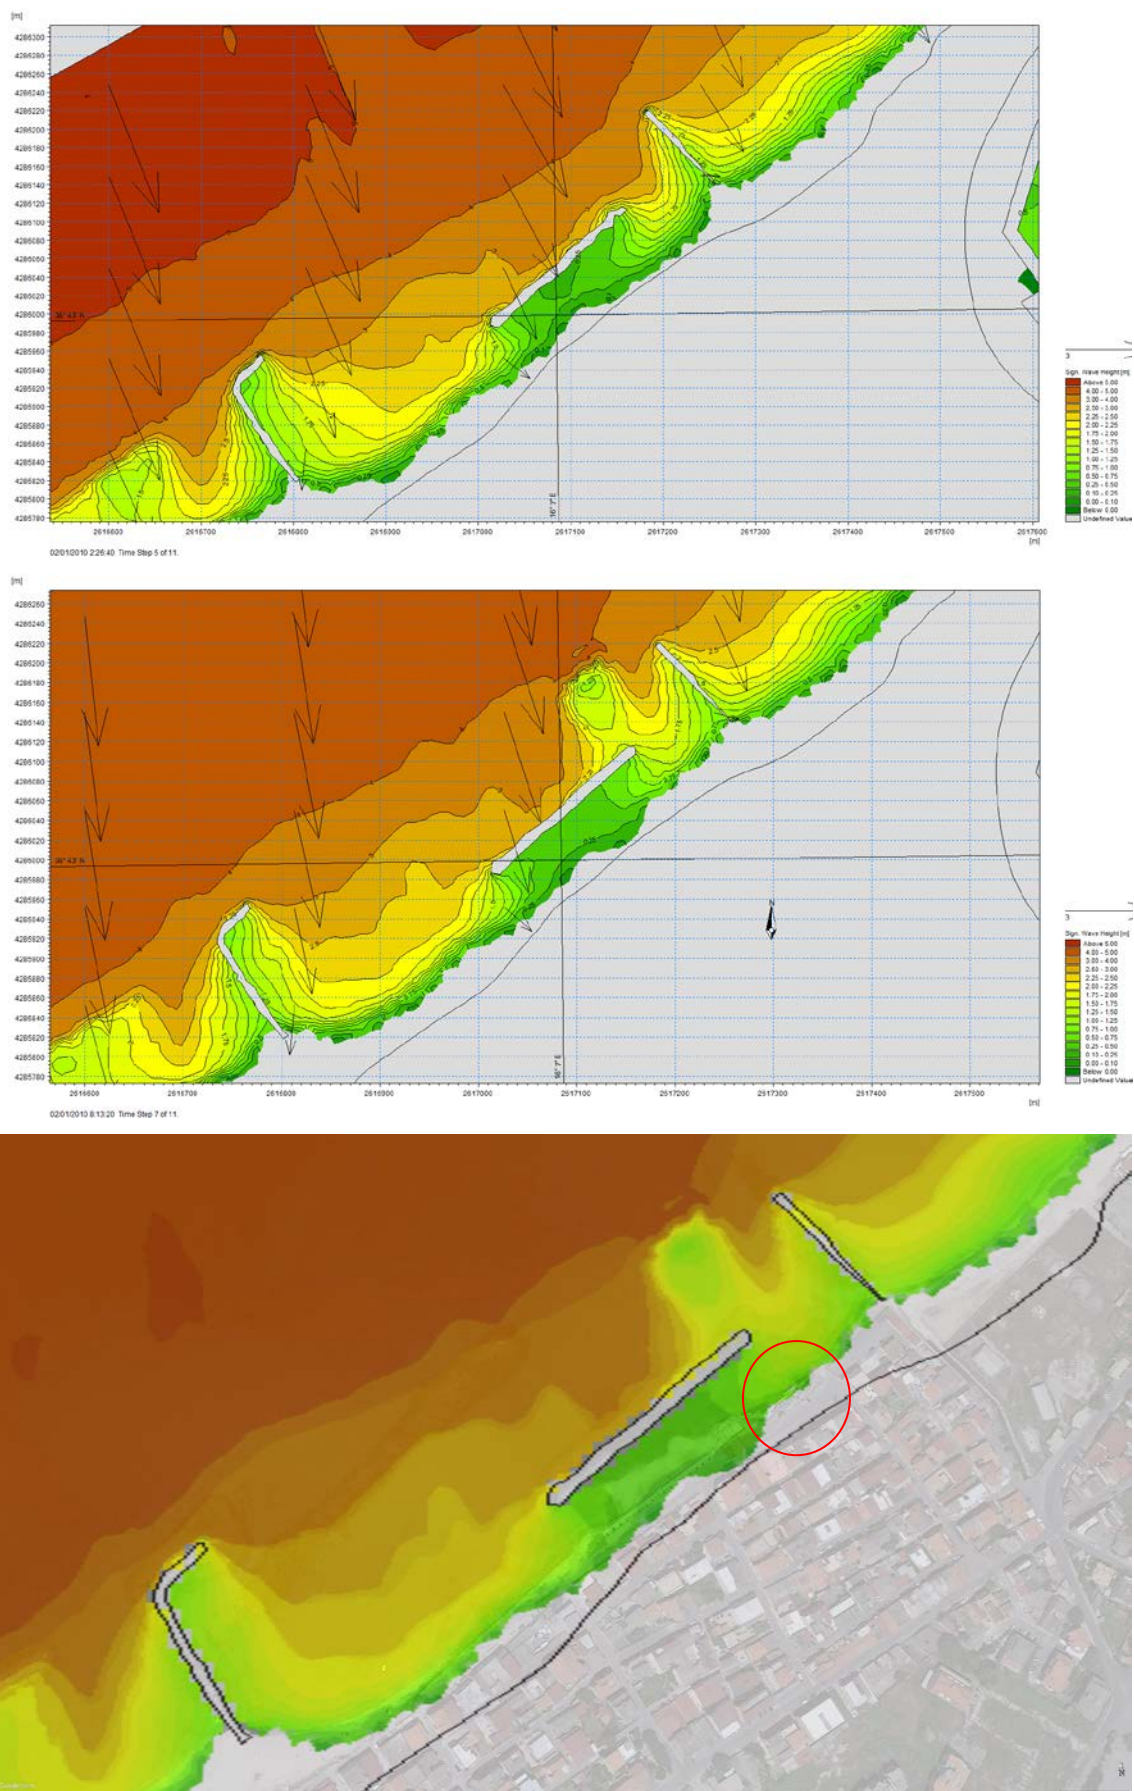 [m]
4286300
4286280
4286260
4286240
4286220
4286200
4286180
4286160
4286140
4286120
4286100
4286080
4286060
4286040
4286020
4286000
4285980
4285960
4285940
4285920
4285900
4285880
4285860
4285840
4285820
4285800
4285780
2616600 2616700 2616800 2616900 2617000 2617100 2617200 2617300 2617400 2617500 2617600
[m]
02/01/2010 2:26:40 Time Step 5 of 11.
3
Sign. Wave Height [m]
4.00 - 5.00
3.00 - 4.00
2.50 - 3.00
2.25 - 2.50
2.00 - 2.25
1.75 - 2.00
1.50 - 1.75
1.25 - 1.50
1.00 - 1.25
0.75 - 1.00
0.50 - 0.75
0.25 - 0.50
0.10 - 0.25
0.00 - 0.10
Below 0.00
Undefined Value
16° 7' E
[m]
4286260
4286240
4286220
4286200
4286180
4286160
4286140
4286120
4286100
4286080
4286060
4286040
4286020
4286000
4285980
4285960
4285940
4285920
4285900
4285880
4285860
4285840
4285820
4285800
4285780
N
2616600 2616700 2616800 2616900 2617000 2617100 2617200 2617300 2617400 2617500
[m]
02/01/2010 8:13:20 Time Step 7 of 11.
3
Sign. Wave Height [m]
4.00 - 5.00
3.00 - 4.00
2.50 - 3.00
2.25 - 2.50
2.00 - 2.25
1.75 - 2.00
1.50 - 1.75
1.25 - 1.50
1.00 - 1.25
0.75 - 1.00
0.50 - 0.75
0.25 - 0.50
0.10 - 0.25
0.00 - 0.10
Below 0.00
Undefined Value
16° 7' E